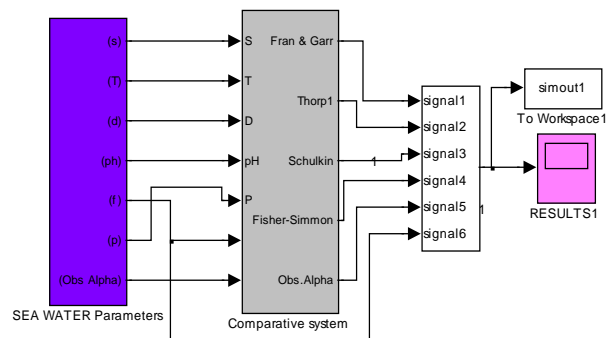 (s)
(T)
(d)
(ph)
(f)
(p)
(Obs Alpha)
SEA WATER Parameters
S
T
D
pH
P
Fran & Garr
Thorp1
Schulkin
Fisher-Simmon
Obs.Alpha
Comparative system
1
signal1
signal2
signal3
signal4
signal5
signal6
1
simout1
To Workspace1
RESULTS1